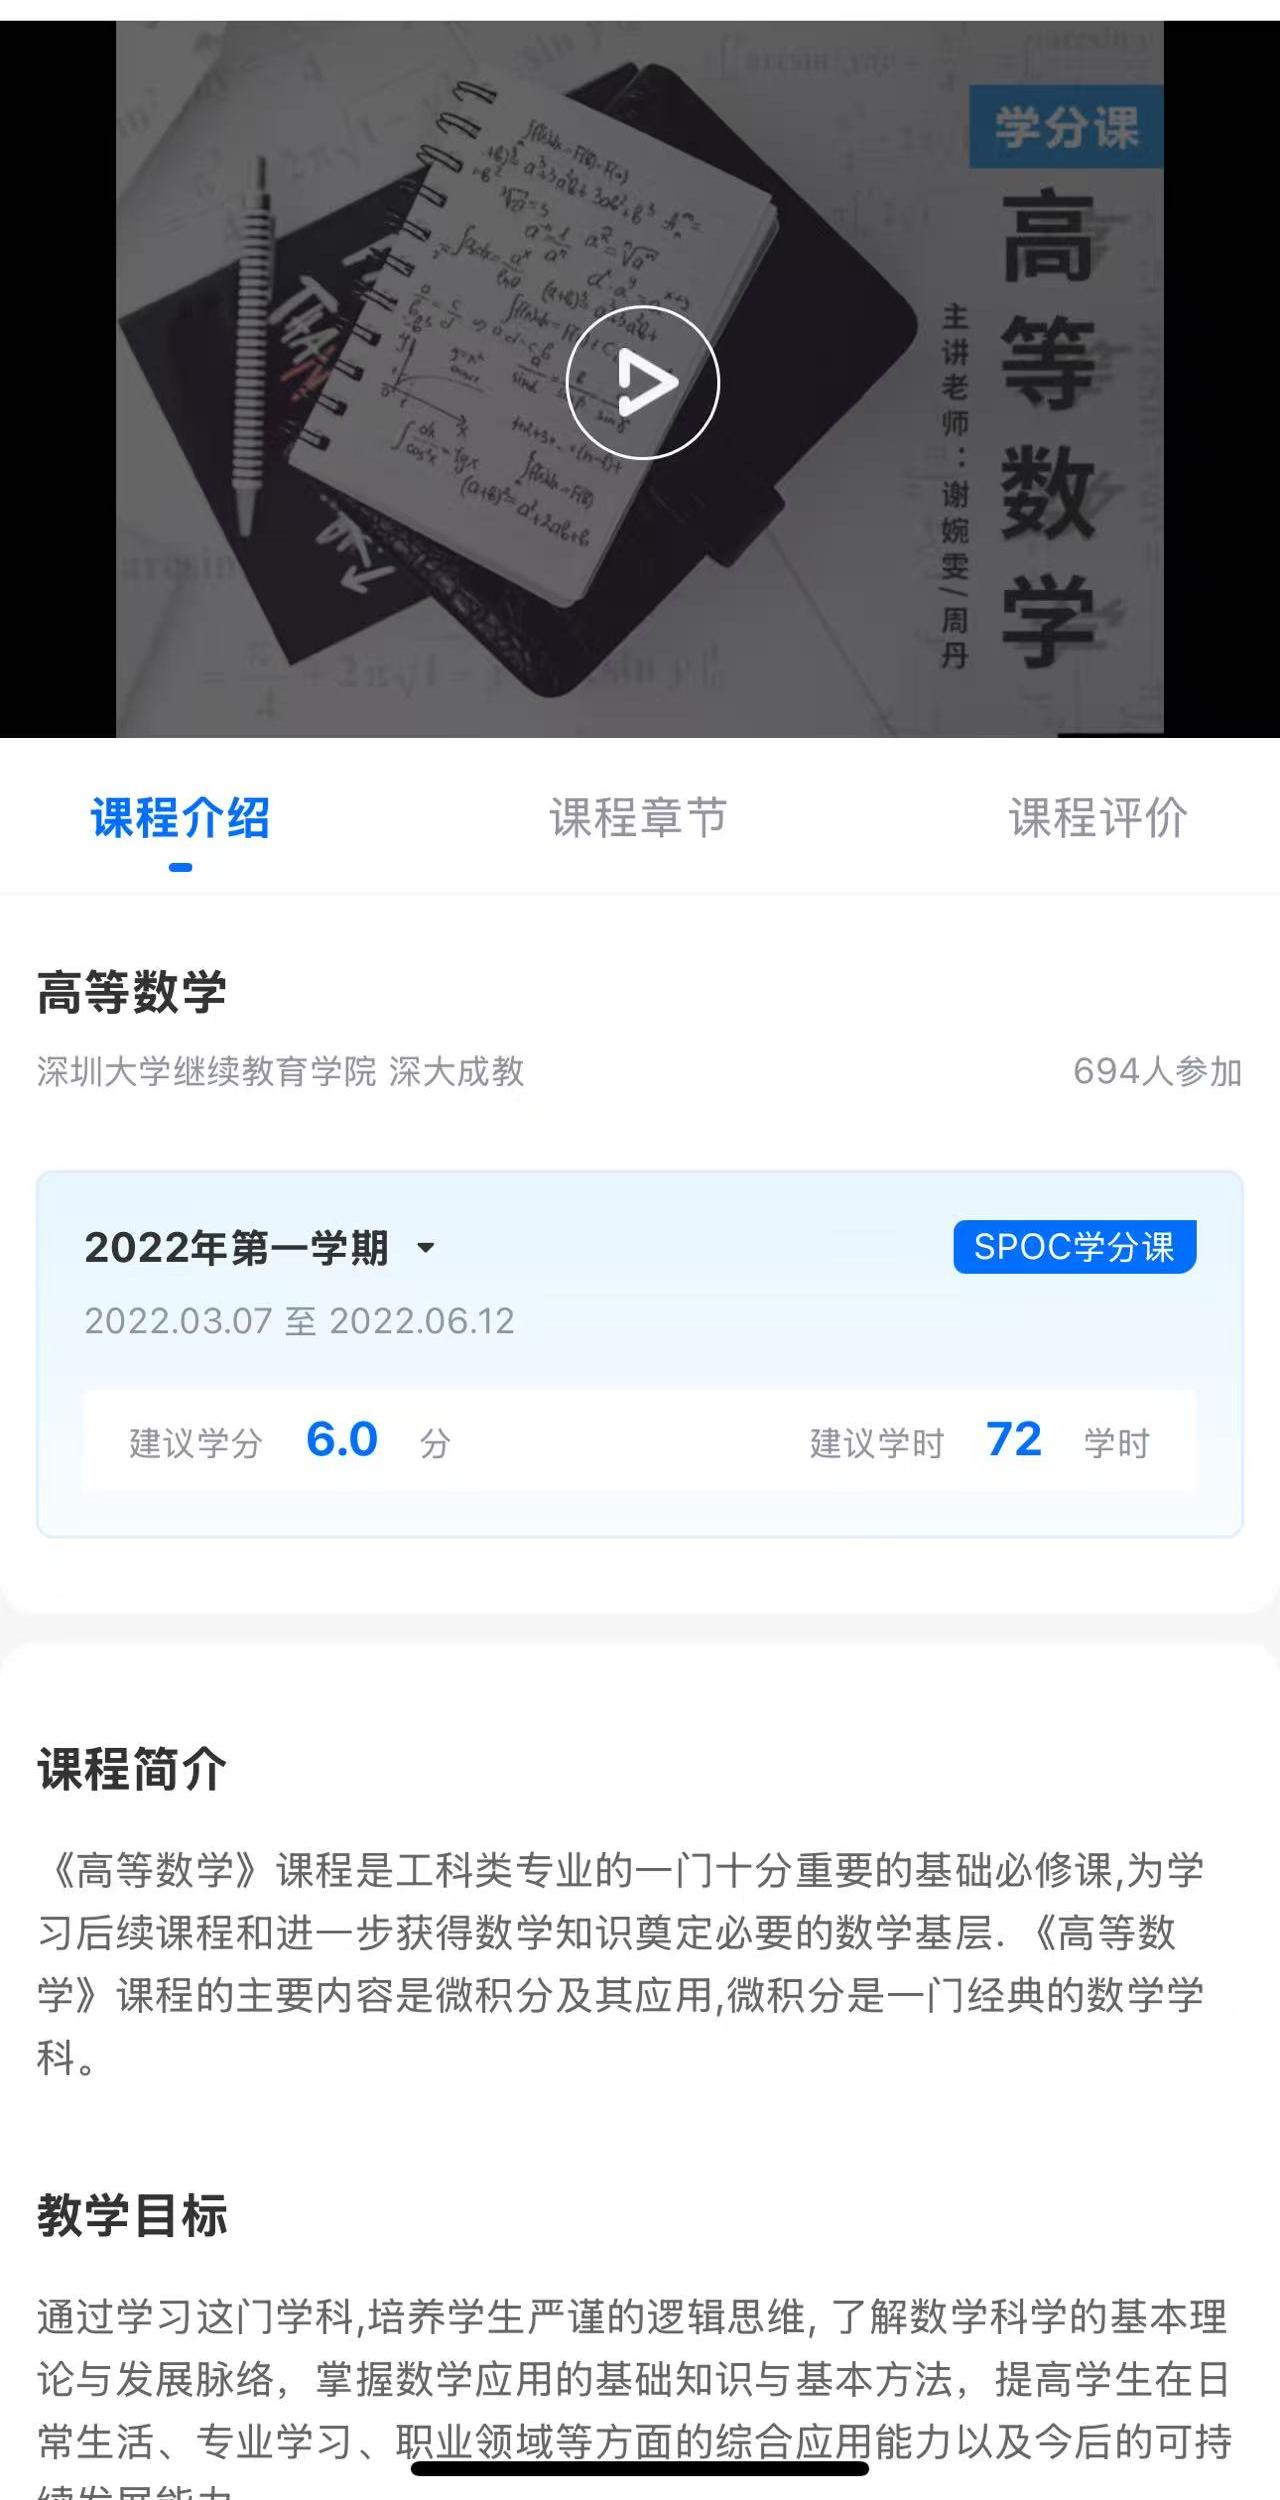 学分课
高等数学
主讲老师：谢婉雯/周丹
课程介绍
课程章节
课程评价
高等数学
深圳大学继续教育学院 深大成教
694人参加
2022年第一学期
SPOC学分课
2022.03.07 至 2022.06.12
建议学分 6.0 分
建议学时 72 学时
课程简介
《高等数学》课程是工科类专业的一门十分重要的基础必修课,为学
习后续课程和进一步获得数学知识奠定必要的数学基层. 《高等数
学》课程的主要内容是微积分及其应用,微积分是一门经典的数学学
科。
教学目标
通过学习这门学科,培养学生严谨的逻辑思维, 了解数学科学的基本理
论与发展脉络，掌握数学应用的基础知识与基本方法，提高学生在日
常生活、专业学习、职业领域等方面的综合应用能力以及今后的可持
续发展能力